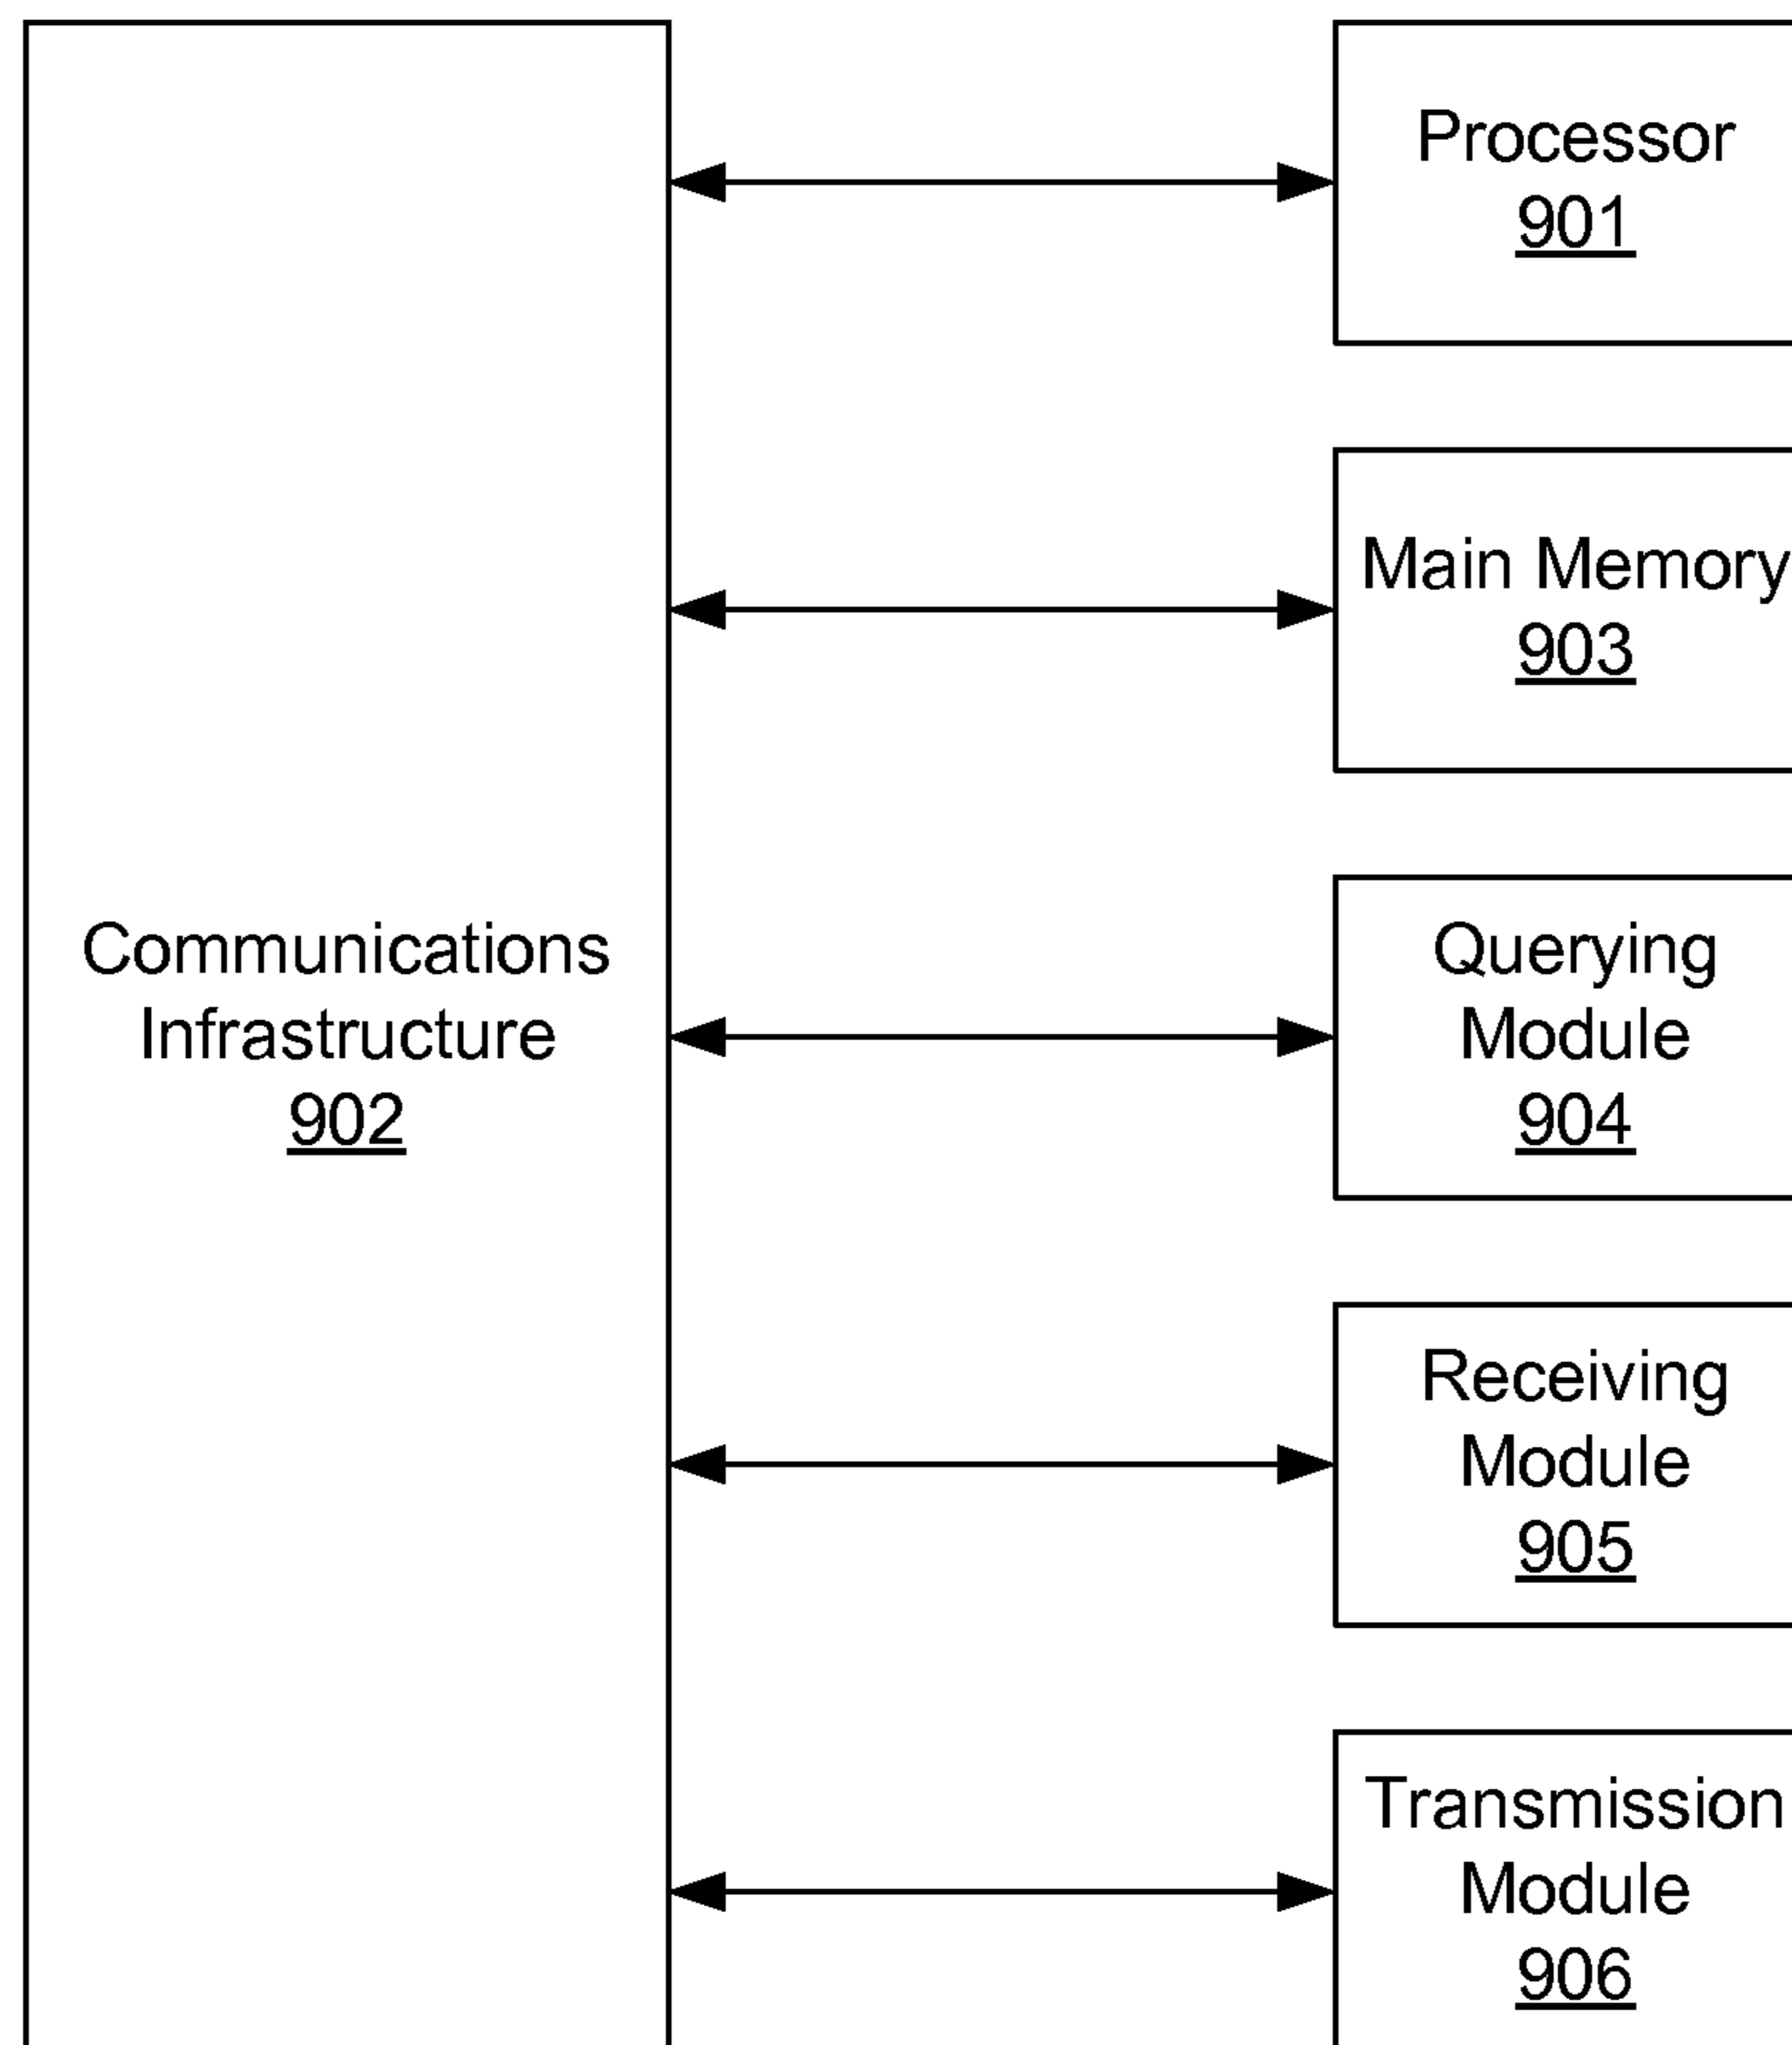 Processor
901
Main Memory
903
Communications
Infrastructure
902
Querying
Module
904
Receiving
Module
905
Transmission
Module
906